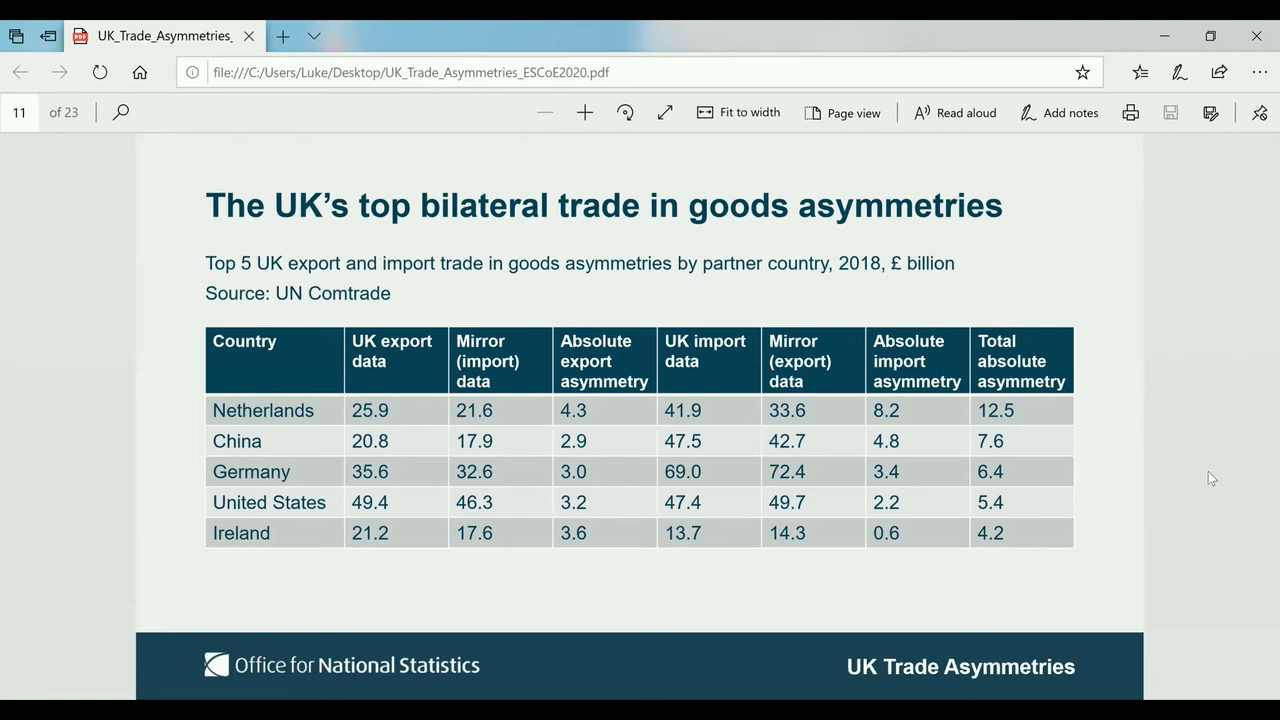 UK_Trade_Asymmetries_
file:///C:/Users/Luke/Desktop/UK_Trade_Asymmetries_ESCoE2020.pdf
11 of 23 Fit to width Page view Read aloud Add notes
The UK's top bilateral trade in goods asymmetries
Top 5 UK export and import trade in goods asymmetries by partner country, 2018, £ billion
Source: UN Comtrade
Country UK export data Mirror (import) data Absolute export asymmetry UK import data Mirror (export) data Absolute import asymmetry Total absolute asymmetry
Netherlands 25.9 21.6 4.3 41.9 33.6 8.2 12.5
China 20.8 17.9 2.9 47.5 42.7 4.8 7.6
Germany 35.6 32.6 3.0 69.0 72.4 3.4 6.4
United States 49.4 46.3 3.2 47.4 49.7 2.2 5.4
Ireland 21.2 17.6 3.6 13.7 14.3 0.6 4.2
Office for National Statistics
UK Trade Asymmetries